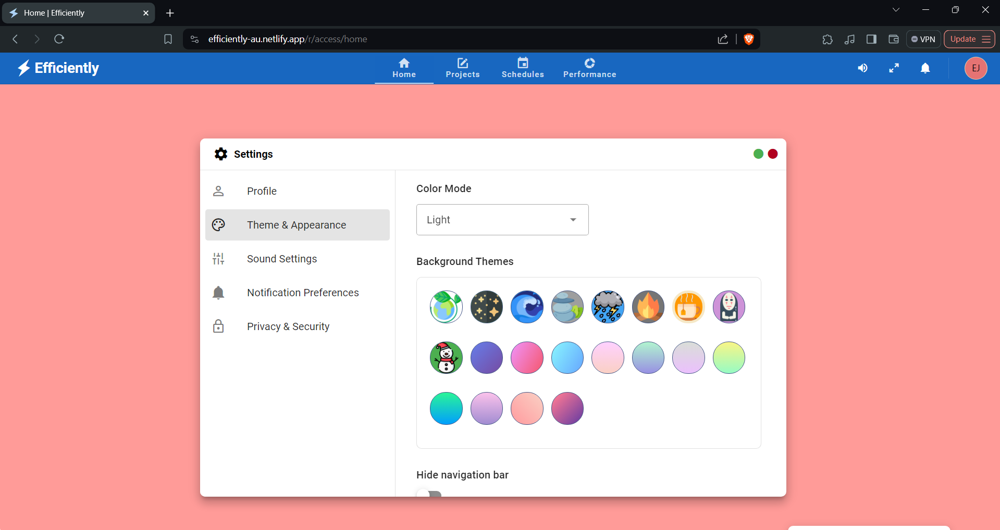 Home | Efficiently
efficiently-au.netlify.app/r/access/home
VPN
Update
Efficiently
Home
Projects
Schedules
Performance
EJ
Settings
Profile
Theme & Appearance
Sound Settings
Notification Preferences
Privacy & Security
Color Mode
Light
Background Themes
Hide navigation bar